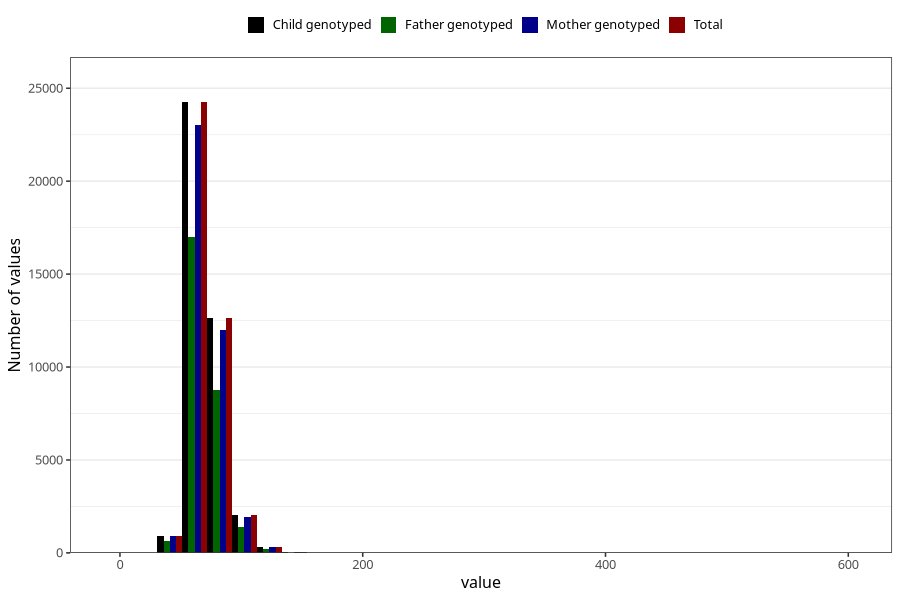 Child genotyped Father genotyped Mother genotyped Total
25000
20000
15000
10000
5000
0
Number of values
0 200 400 600
value